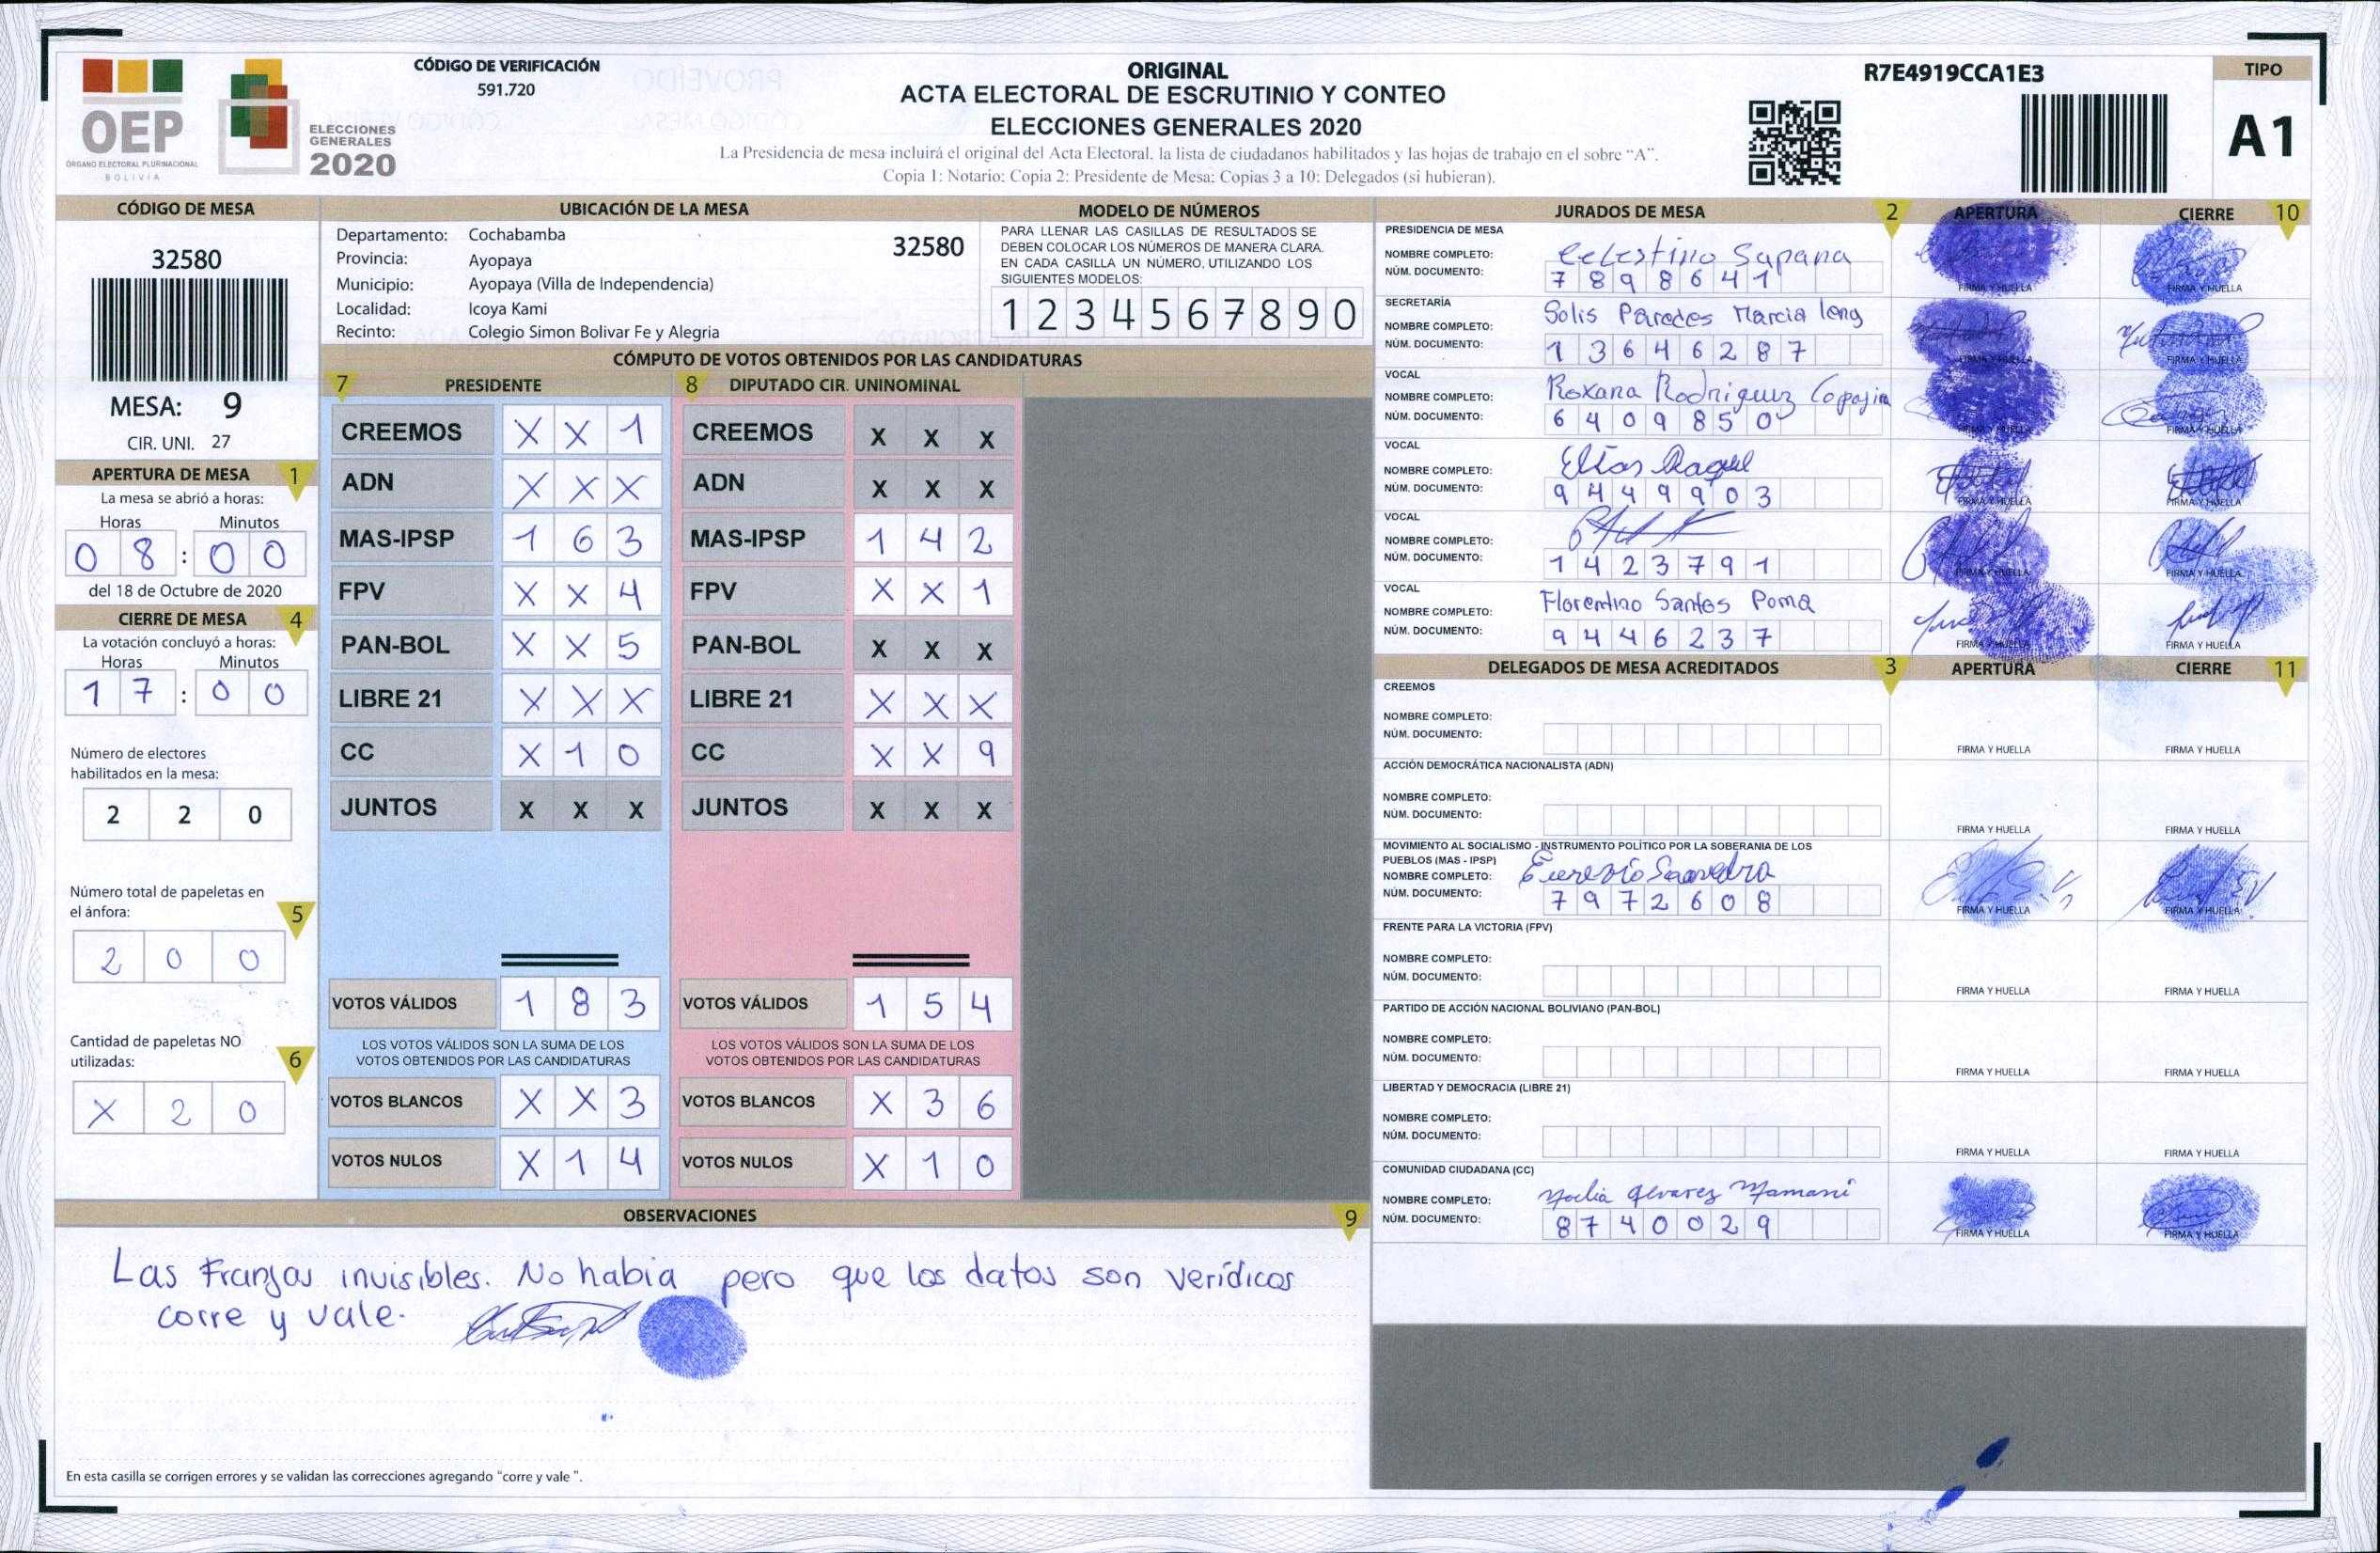 OEP
ÓRGANO ELECTORAL PLURINACIONAL
BOLIVIA
ELECCIONES
GENERALES
2020
CÓDIGO DE VERIFICACIÓN
591.720
ORIGINAL
ACTA ELECTORAL DE ESCRUTINIO Y CONTEO
ELECCIONES GENERALES 2020
La Presidencia de mesa incluirá el original del Acta Electoral, la lista de ciudadanos habilitados y las hojas de trabajo en el sobre "A".
Copia 1: Notario; Copia 2: Presidente de Mesa; Copias 3 a 10: Delegados (si hubieran).
R7E4919CCA1E3
TIPO
A1
CÓDIGO DE MESA
32580
MESA: 9
CIR. UNI. 27
APERTURA DE MESA 1
La mesa se abrió a horas:
Horas Minutos
0 8 : 0 0
del 18 de Octubre de 2020
CIERRE DE MESA 4
La votación concluyó a horas:
Horas Minutos
1 7 : 0 0
Número de electores
habilitados en la mesa:
2 2 0
Número total de papeletas en
el ánfora: 5
2 0 0
Cantidad de papeletas NO
utilizadas: 6
X 2 0
UBICACIÓN DE LA MESA
Departamento: Cochabamba 32580
Provincia: Ayopaya
Municipio: Ayopaya (Villa de Independencia)
Localidad: Icoya Kami
Recinto: Colegio Simon Bolivar Fe y Alegria
MODELO DE NÚMEROS
PARA LLENAR LAS CASILLAS DE RESULTADOS SE
DEBEN COLOCAR LOS NÚMEROS DE MANERA CLARA.
EN CADA CASILLA UN NÚMERO, UTILIZANDO LOS
SIGUIENTES MODELOS:
1 2 3 4 5 6 7 8 9 0
CÓMPUTO DE VOTOS OBTENIDOS POR LAS CANDIDATURAS
7 PRESIDENTE 8 DIPUTADO CIR. UNINOMINAL
CREEMOS X X 1 CREEMOS X X X
ADN X X X ADN X X X
MAS-IPSP 1 6 3 MAS-IPSP 1 4 2
FPV X X 4 FPV X X 1
PAN-BOL X X 5 PAN-BOL X X X
LIBRE 21 X X X LIBRE 21 X X X
CC X 1 0 CC X X 9
JUNTOS X X X JUNTOS X X X
VOTOS VÁLIDOS 1 8 3 VOTOS VÁLIDOS 1 5 4
LOS VOTOS VÁLIDOS SON LA SUMA DE LOS LOS VOTOS VÁLIDOS SON LA SUMA DE LOS
VOTOS OBTENIDOS POR LAS CANDIDATURAS VOTOS OBTENIDOS POR LAS CANDIDATURAS
VOTOS BLANCOS X X 3 VOTOS BLANCOS X 3 6
VOTOS NULOS X 1 4 VOTOS NULOS X 1 0
OBSERVACIONES 9
Las Franjas invisibles. No habia pero que los datos son verídicos
corre y vale.
En esta casilla se corrigen errores y se validan las correcciones agregando "corre y vale ".
JURADOS DE MESA 2 APERTURA CIERRE 10
PRESIDENCIA DE MESA
NOMBRE COMPLETO: Celestino Sapana
NÚM. DOCUMENTO: 7 8 9 8 6 4 1 FIRMA Y HUELLA FIRMA Y HUELLA
SECRETARÍA Solis Paredes Marcia
NOMBRE COMPLETO:
NÚM. DOCUMENTO: 1 3 6 4 6 2 8 7 FIRMA Y HUELLA FIRMA Y HUELLA
VOCAL
NOMBRE COMPLETO: Roxana Rodriguez
NÚM. DOCUMENTO: 6 4 0 9 8 5 0 FIRMA Y HUELLA FIRMA Y HUELLA
VOCAL
NOMBRE COMPLETO: Elias Raquel
NÚM. DOCUMENTO: 9 4 4 9 9 0 3 FIRMA Y HUELLA FIRMA Y HUELLA
VOCAL
NOMBRE COMPLETO:
NÚM. DOCUMENTO: 1 4 2 3 7 9 1 FIRMA Y HUELLA FIRMA Y HUELLA
VOCAL
NOMBRE COMPLETO: Florentino Santos Poma
NÚM. DOCUMENTO: 9 4 4 6 2 3 7 FIRMA Y HUELLA FIRMA Y HUELLA
DELEGADOS DE MESA ACREDITADOS 3 APERTURA CIERRE 11
CREEMOS
NOMBRE COMPLETO:
NÚM. DOCUMENTO: FIRMA Y HUELLA FIRMA Y HUELLA
ACCIÓN DEMOCRÁTICA NACIONALISTA (ADN)
NOMBRE COMPLETO:
NÚM. DOCUMENTO: FIRMA Y HUELLA FIRMA Y HUELLA
MOVIMIENTO AL SOCIALISMO - INSTRUMENTO POLÍTICO POR LA SOBERANIA DE LOS
PUEBLOS (MAS - IPSP)
NOMBRE COMPLETO: Saavedra
NÚM. DOCUMENTO: 7 9 7 2 6 0 8 FIRMA Y HUELLA FIRMA Y HUELLA
FRENTE PARA LA VICTORIA (FPV)
NOMBRE COMPLETO:
NÚM. DOCUMENTO: FIRMA Y HUELLA FIRMA Y HUELLA
PARTIDO DE ACCIÓN NACIONAL BOLIVIANO (PAN-BOL)
NOMBRE COMPLETO:
NÚM. DOCUMENTO: FIRMA Y HUELLA FIRMA Y HUELLA
LIBERTAD Y DEMOCRACIA (LIBRE 21)
NOMBRE COMPLETO:
NÚM. DOCUMENTO: FIRMA Y HUELLA FIRMA Y HUELLA
COMUNIDAD CIUDADANA (CC)
NOMBRE COMPLETO: Noelia Alvarez Mamani
NÚM. DOCUMENTO: 8 7 4 0 0 2 9 FIRMA Y HUELLA FIRMA Y HUELLA